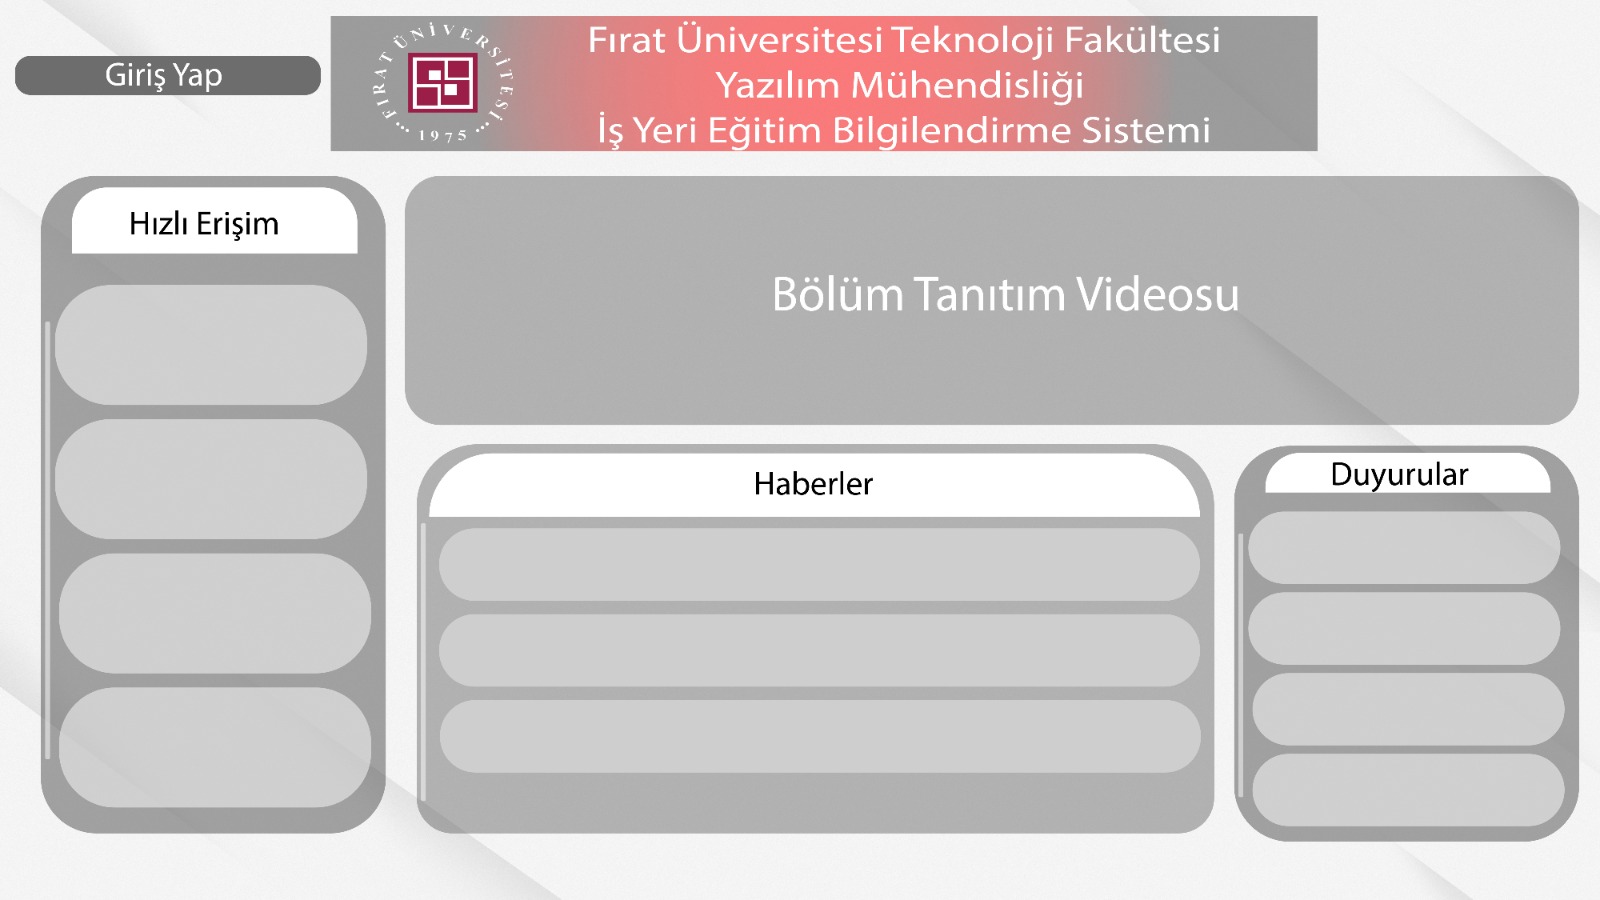 Giriş Yap
FIRAT ÜNİVERSİTESİ
1975
Fırat Üniversitesi Teknoloji Fakültesi
Yazılım Mühendisliği
İş Yeri Eğitim Bilgilendirme Sistemi
Hızlı Erişim
Bölüm Tanıtım Videosu
Haberler
Duyurular